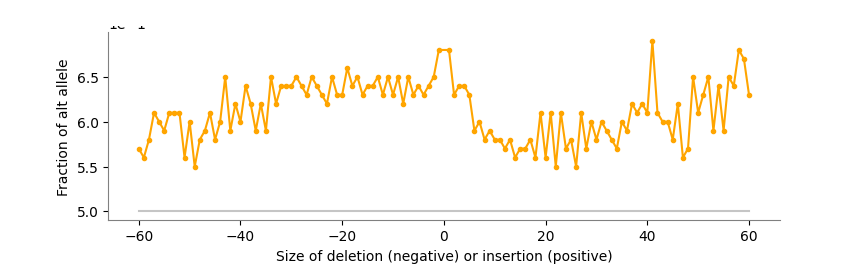 Fraction of alt allele
6.5
6.0
5.5
5.0
−60 −40 −20 0 20 40 60
Size of deletion (negative) or insertion (positive)